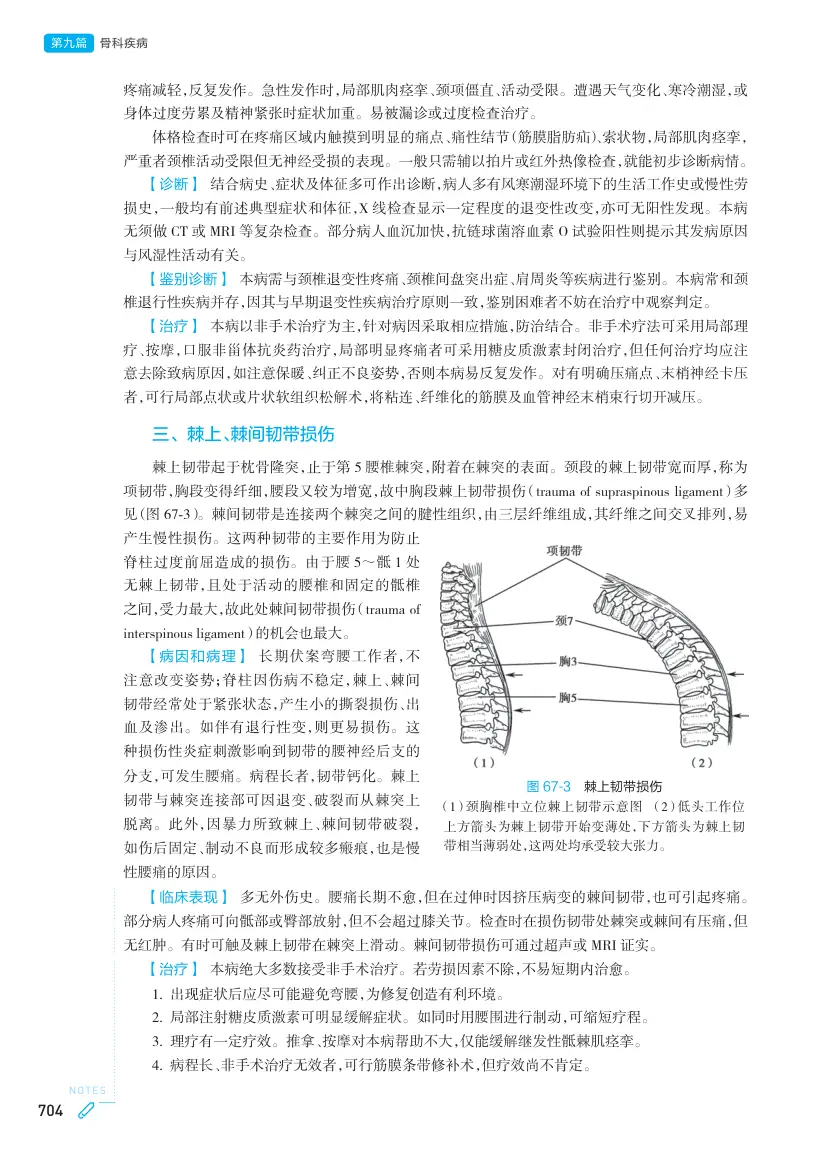 第九篇 骨科疾病
疼痛减轻,反复发作。急性发作时,局部肌肉痉挛、颈项僵直、活动受限。遭遇天气变化、寒冷潮湿,或
身体过度劳累及精神紧张时症状加重。易被漏诊或过度检查治疗。
体格检查时可在疼痛区域内触摸到明显的痛点、痛性结节(筋膜脂肪疝)、索状物,局部肌肉痉挛,
严重者颈椎活动受限但无神经受损的表现。一般只需辅以拍片或红外热像检查,就能初步诊断病情。
【诊断】 结合病史、症状及体征多可作出诊断,病人多有风寒潮湿环境下的生活工作史或慢性劳
损史,一般均有前述典型症状和体征,X 线检查显示一定程度的退变性改变,亦可无阳性发现。本病
无须做 CT 或 MRI 等复杂检查。部分病人血沉加快,抗链球菌溶血素 O 试验阳性则提示其发病原因
与风湿性活动有关。
【鉴别诊断】 本病需与颈椎退变性疼痛、颈椎间盘突出症、肩周炎等疾病进行鉴别。本病常和颈
椎退行性疾病并存,因其与早期退变性疾病治疗原则一致,鉴别困难者不妨在治疗中观察判定。
【治疗】 本病以非手术治疗为主,针对病因采取相应措施,防治结合。非手术疗法可采用局部理
疗、按摩,口服非甾体抗炎药治疗,局部明显疼痛者可采用糖皮质激素封闭治疗,但任何治疗均应注
意去除致病原因,如注意保暖、纠正不良姿势,否则本病易反复发作。对有明确压痛点、末梢神经卡压
者,可行局部点状或片状软组织松解术,将粘连、纤维化的筋膜及血管神经末梢束行切开减压。
三、棘上、棘间韧带损伤
棘上韧带起于枕骨隆突,止于第 5 腰椎棘突,附着在棘突的表面。颈段的棘上韧带宽而厚,称为
项韧带,胸段变得纤细,腰段又较为增宽,故中胸段棘上韧带损伤(trauma of supraspinous ligament)多
见(图 67-3)。棘间韧带是连接两个棘突之间的腱性组织,由三层纤维组成,其纤维之间交叉排列,易
产生慢性损伤。这两种韧带的主要作用为防止
脊柱过度前屈造成的损伤。由于腰 5～骶 1 处
无棘上韧带,且处于活动的腰椎和固定的骶椎
之间,受力最大,故此处棘间韧带损伤(trauma of
interspinous ligament)的机会也最大。
【病因和病理】 长期伏案弯腰工作者,不
注意改变姿势;脊柱因伤病不稳定,棘上、棘间
韧带经常处于紧张状态,产生小的撕裂损伤、出
血及渗出。如伴有退行性变,则更易损伤。这
种损伤性炎症刺激影响到韧带的腰神经后支的
分支,可发生腰痛。病程长者,韧带钙化。棘上
韧带与棘突连接部可因退变、破裂而从棘突上
脱离。此外,因暴力所致棘上、棘间韧带破裂,
如伤后固定、制动不良而形成较多瘢痕,也是慢
性腰痛的原因。
项韧带
颈7
胸3
胸5
(1)
(2)
图 67-3 棘上韧带损伤
(1)颈胸椎中立位棘上韧带示意图 (2)低头工作位
上方箭头为棘上韧带开始变薄处,下方箭头为棘上韧
带相当薄弱处,这两处均承受较大张力。
【临床表现】 多无外伤史。腰痛长期不愈,但在过伸时因挤压病变的棘间韧带,也可引起疼痛。
部分病人疼痛可向骶部或臀部放射,但不会超过膝关节。检查时在损伤韧带处棘突或棘间有压痛,但
无红肿。有时可触及棘上韧带在棘突上滑动。棘间韧带损伤可通过超声或 MRI 证实。
【治疗】 本病绝大多数接受非手术治疗。若劳损因素不除,不易短期内治愈。
1. 出现症状后应尽可能避免弯腰,为修复创造有利环境。
2. 局部注射糖皮质激素可明显缓解症状。如同时用腰围进行制动,可缩短疗程。
3. 理疗有一定疗效。推拿、按摩对本病帮助不大,仅能缓解继发性骶棘肌痉挛。
4. 病程长、非手术治疗无效者,可行筋膜条带修补术,但疗效尚不肯定。
NOTES
704